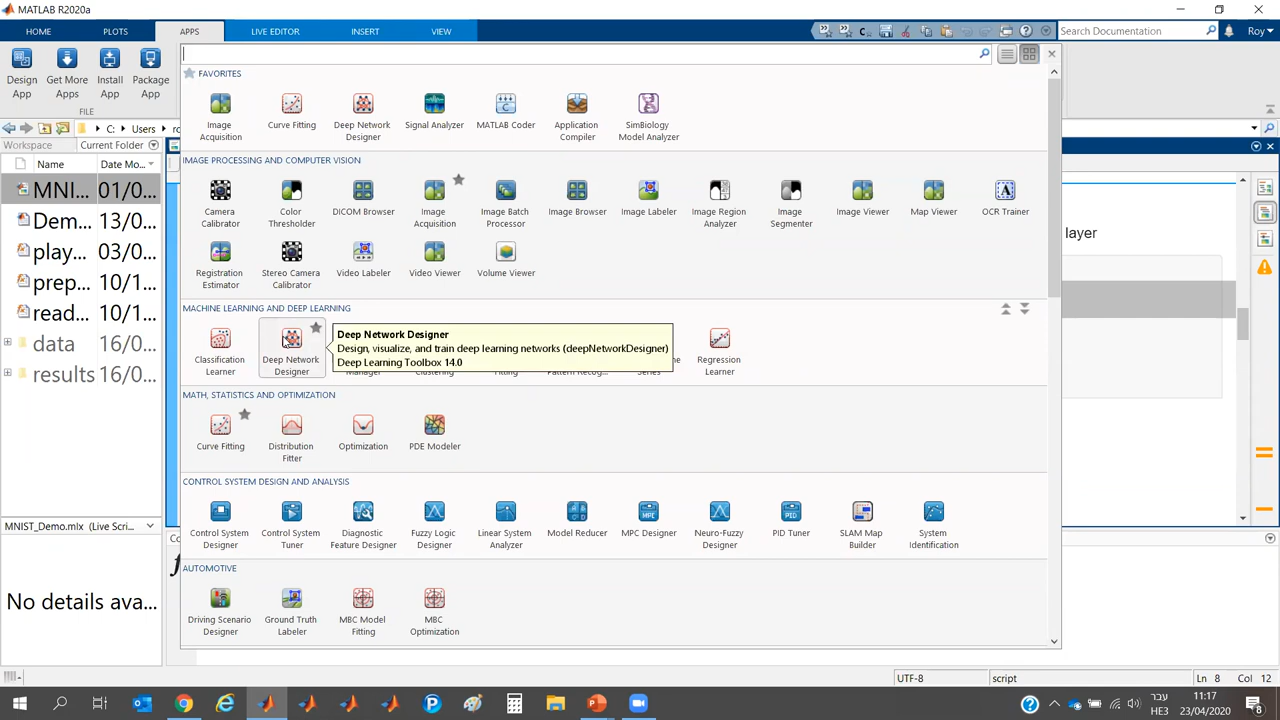 MATLAB R2020a
HOME
PLOTS
APPS
LIVE EDITOR
INSERT
VIEW
Search Documentation
Roy
Design
App
Get More
Apps
Install
App
Package
App
FILE
C:
Users
Workspace
Current Folder
Name
Date Mo...
MNI...
01/0...
Dem...
13/0...
play...
03/0...
prep...
10/1...
read...
10/1...
data
16/0...
results
16/0...
MNIST_Demo.mlx (Live Scri...
No details ava...
FAVORITES
Image
Acquisition
Curve Fitting
Deep Network
Designer
Signal Analyzer
MATLAB Coder
Application
Compiler
SimBiology
Model Analyzer
IMAGE PROCESSING AND COMPUTER VISION
Camera
Calibrator
Color
Thresholder
DICOM Browser
Image
Acquisition
Image Batch
Processor
Image Browser
Image Labeler
Image Region
Analyzer
Image
Segmenter
Image Viewer
Map Viewer
OCR Trainer
Registration
Estimator
Stereo Camera
Calibrator
Video Labeler
Video Viewer
Volume Viewer
MACHINE LEARNING AND DEEP LEARNING
Classification
Learner
Deep Network
Designer
Deep Network Designer
Design, visualize, and train deep learning networks (deepNetworkDesigner)
Deep Learning Toolbox 14.0
Regression
Learner
MATH, STATISTICS AND OPTIMIZATION
Curve Fitting
Distribution
Fitter
Optimization
PDE Modeler
CONTROL SYSTEM DESIGN AND ANALYSIS
Control System
Designer
Control System
Tuner
Diagnostic
Feature Designer
Fuzzy Logic
Designer
Linear System
Analyzer
Model Reducer
MPC Designer
Neuro-Fuzzy
Designer
PID Tuner
SLAM Map
Builder
System
Identification
AUTOMOTIVE
Driving Scenario
Designer
Ground Truth
Labeler
MBC Model
Fitting
MBC
Optimization
layer
UTF-8
script
Ln 8
Col 12
עבר
HE3
11:17
23/04/2020
8